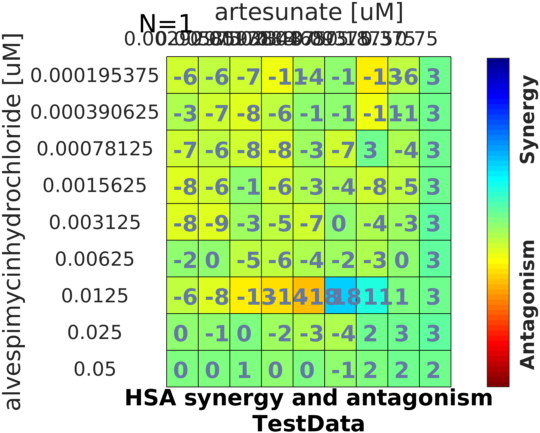 artesunate [uM]
N=1
alvespimycinhydrochloride [uM]
0.000195375 -6 -6 -7 -4 -1 3
0.000390625 -3 -7 -8 -6 -1 -1 3
0.00078125 -7 -6 -8 -8 -3 -7 3 -4 3
0.0015625 -8 -6 -1 -6 -3 -4 -8 -5 3
0.003125 -8 -9 -3 -5 -7 0 -4 -3 3
0.00625 -2 0 -5 -6 -4 -2 -3 0 3
0.0125 -6 -8 3
0.025 0 -1 0 -2 -3 -4 2 3 3
0.05 0 0 1 0 0 -1 2 2 2
Synergy
Antagonism
HSA synergy and antagonism
TestData